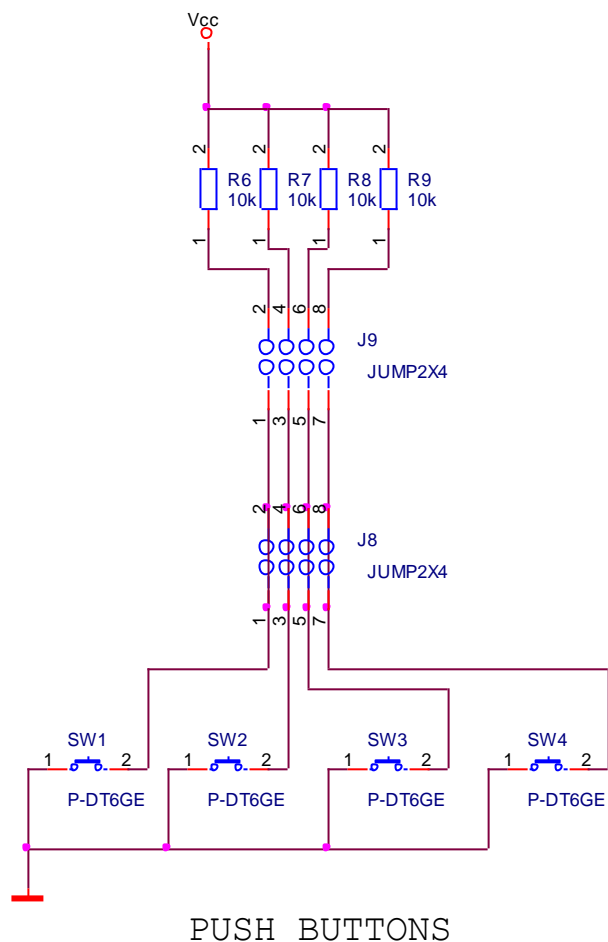 Vcc
2 2 2 2
R6 R7 R8 R9
10k 10k 10k 10k
1 1 1 1
2 4 6 8
J9
JUMP2X4
1 3 5 7
2 4 6 8
J8
JUMP2X4
1 3 5 7
SW1 SW2 SW3 SW4
1 2 1 2 1 2 1 2
P-DT6GE P-DT6GE P-DT6GE P-DT6GE
PUSH BUTTONS